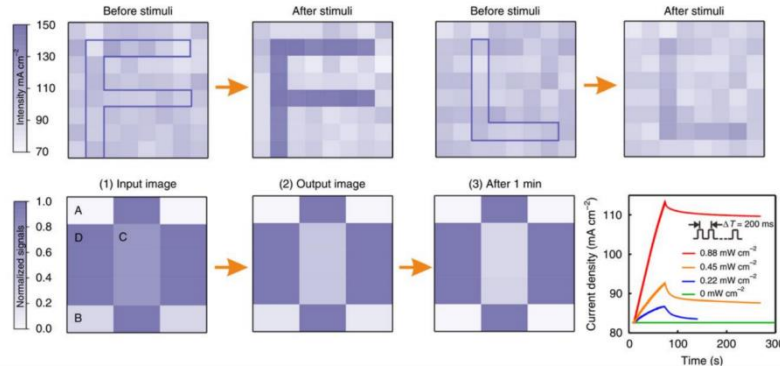 Before stimuli
After stimuli
Before stimuli
After stimuli
Intensity mA cm⁻²
150
130
110
90
70
(1) Input image
(2) Output image
(3) After 1 min
Normalized signals
1.0
0.8
0.6
0.4
0.2
0.0
A
D
C
B
Current density (mA cm⁻²)
110
100
90
80
ΔT = 200 ms
0.88 mW cm⁻²
0.45 mW cm⁻²
0.22 mW cm⁻²
0 mW cm⁻²
0
100
200
300
Time (s)